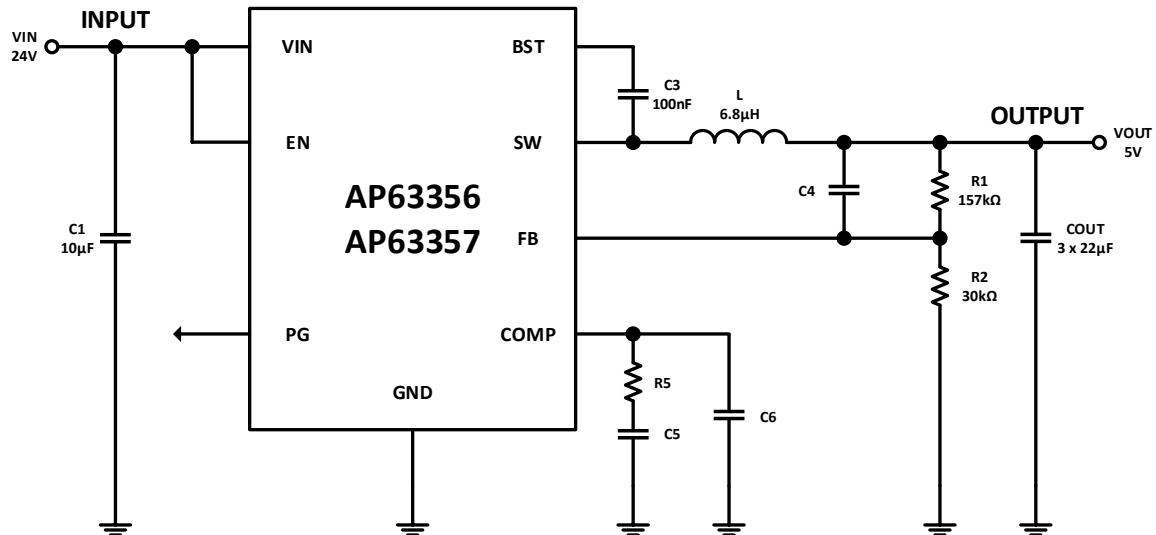 INPUT
OUTPUT
VIN
24V
C1
10µF
VIN
EN
PG
GND
BST
SW
FB
COMP
AP63356
AP63357
C3
100nF
L
6.8µH
C4
R1
157kΩ
R2
30kΩ
COUT
3 x 22µF
VOUT
5V
R5
C5
C6